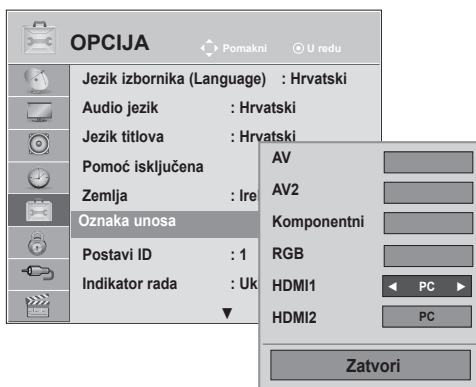 OPCIJA
Pomakni
U redu
Jezik izbornika (Language) : Hrvatski
Audio jezik : Hrvatski
Jezik titlova : Hrvatski
Pomoć isključena
Zemlja : Irel
Oznaka unosa
Postavi ID : 1
Indikator rada : Uk
AV
AV2
Komponentni
RGB
HDMI1 ◄ PC ►
HDMI2 PC
Zatvori